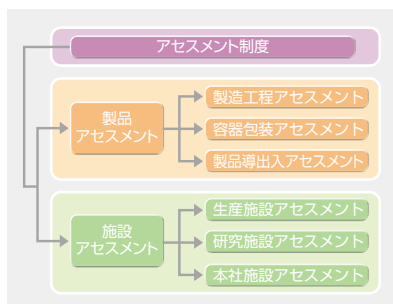 アセスメント制度
製品
アセスメント
製造工程アセスメント
容器包装アセスメント
製品導出入アセスメント
施設
アセスメント
生産施設アセスメント
研究施設アセスメント
本社施設アセスメント